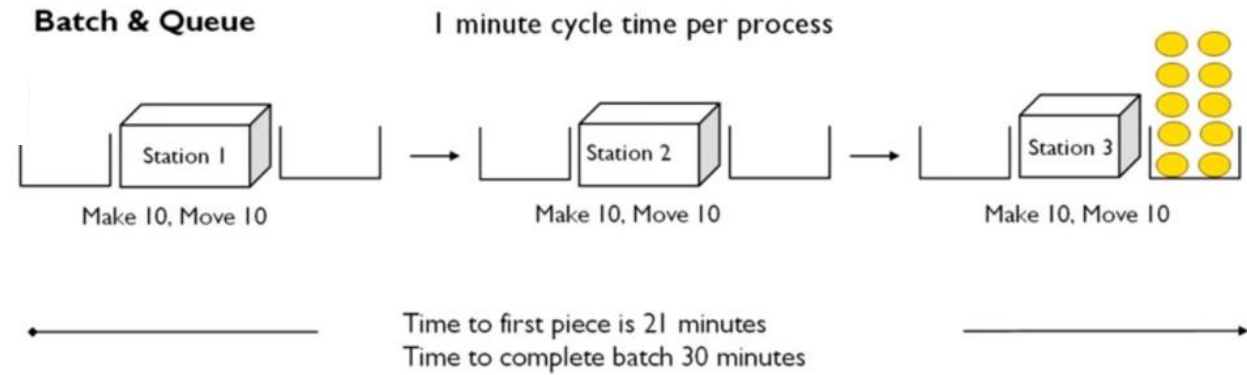 Batch & Queue
1 minute cycle time per process
Station 1
Station 2
Station 3
Make 10, Move 10
Make 10, Move 10
Make 10, Move 10
Time to first piece is 21 minutes
Time to complete batch 30 minutes